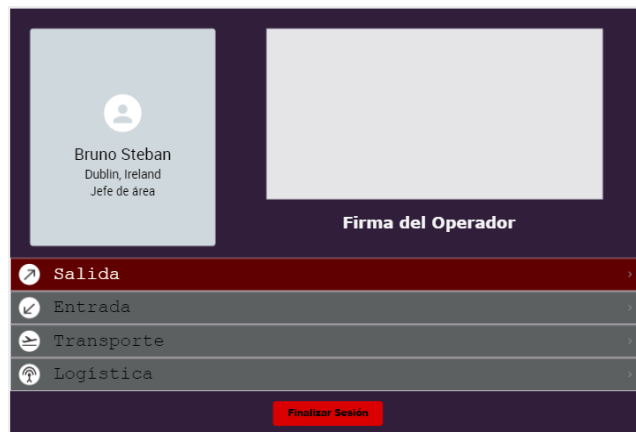 Bruno Steban
Dublin, Ireland
Jefe de área
Firma del Operador
Salida
Entrada
Transporte
Logística
Finalizar Sesión